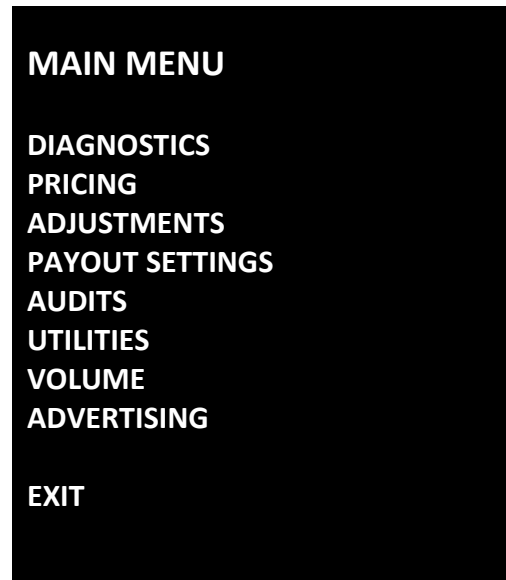 MAIN MENU
DIAGNOSTICS
PRICING
ADJUSTMENTS
PAYOUT SETTINGS
AUDITS
UTILITIES
VOLUME
ADVERTISING
EXIT